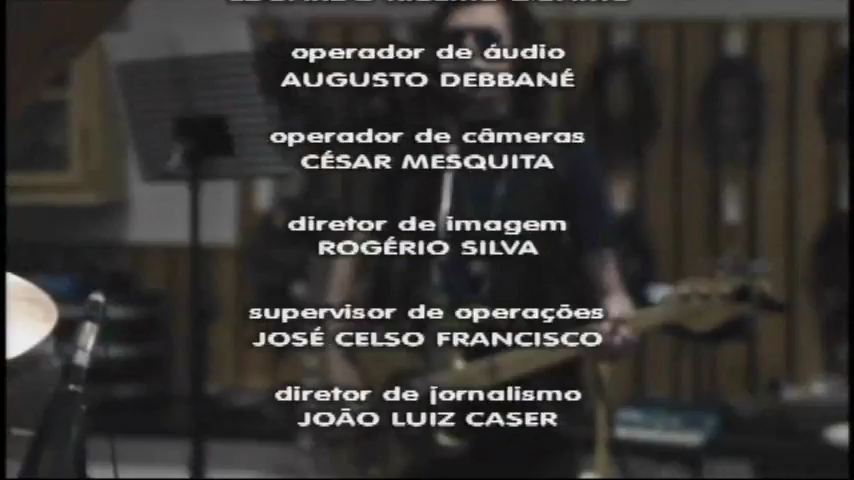 operador de áudio
AUGUSTO DEBBANÉ
operador de câmeras
CÉSAR MESQUITA
diretor de imagem
ROGÉRIO SILVA
supervisor de operações
JOSÉ CELSO FRANCISCO
diretor de jornalismo
JOÃO LUIZ CASER